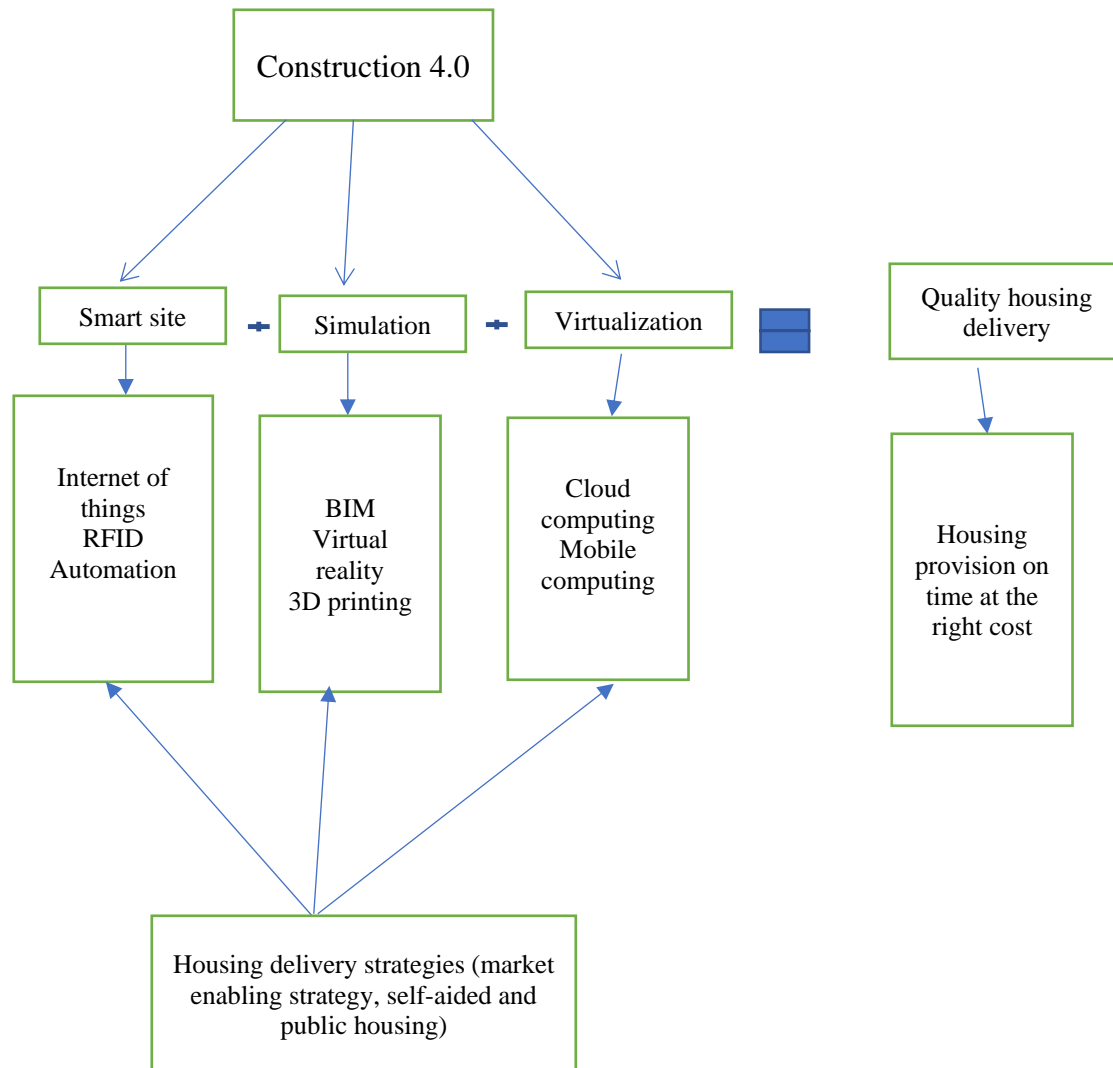 Construction 4.0
Smart site
Simulation
Virtualization
Quality housing
delivery
Internet of
things
RFID
Automation
BIM
Virtual
reality
3D printing
Cloud
computing
Mobile
computing
Housing
provision on
time at the
right cost
Housing delivery strategies (market
enabling strategy, self-aided and
public housing)